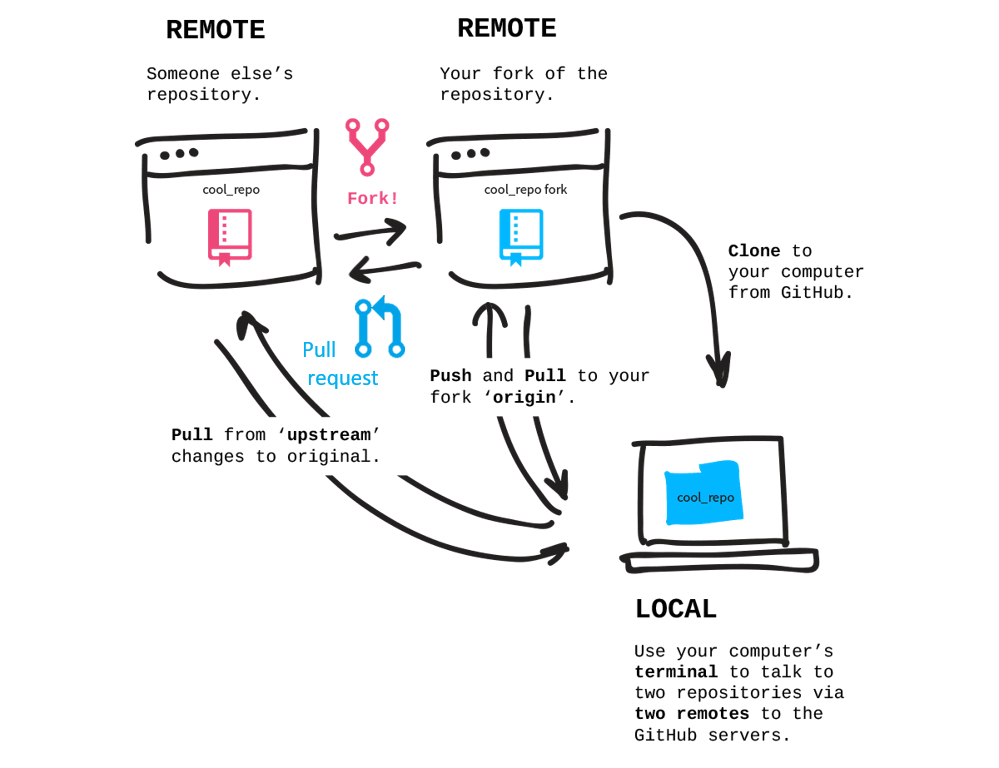 REMOTE
Someone else’s
repository.
REMOTE
Your fork of the
repository.
cool_repo
Fork!
cool_repo fork
Clone to
your computer
from GitHub.
Pull
request
Push and Pull to your
fork ‘origin’.
Pull from ‘upstream’
changes to original.
cool_repo
LOCAL
Use your computer’s
terminal to talk to
two repositories via
two remotes to the
GitHub servers.